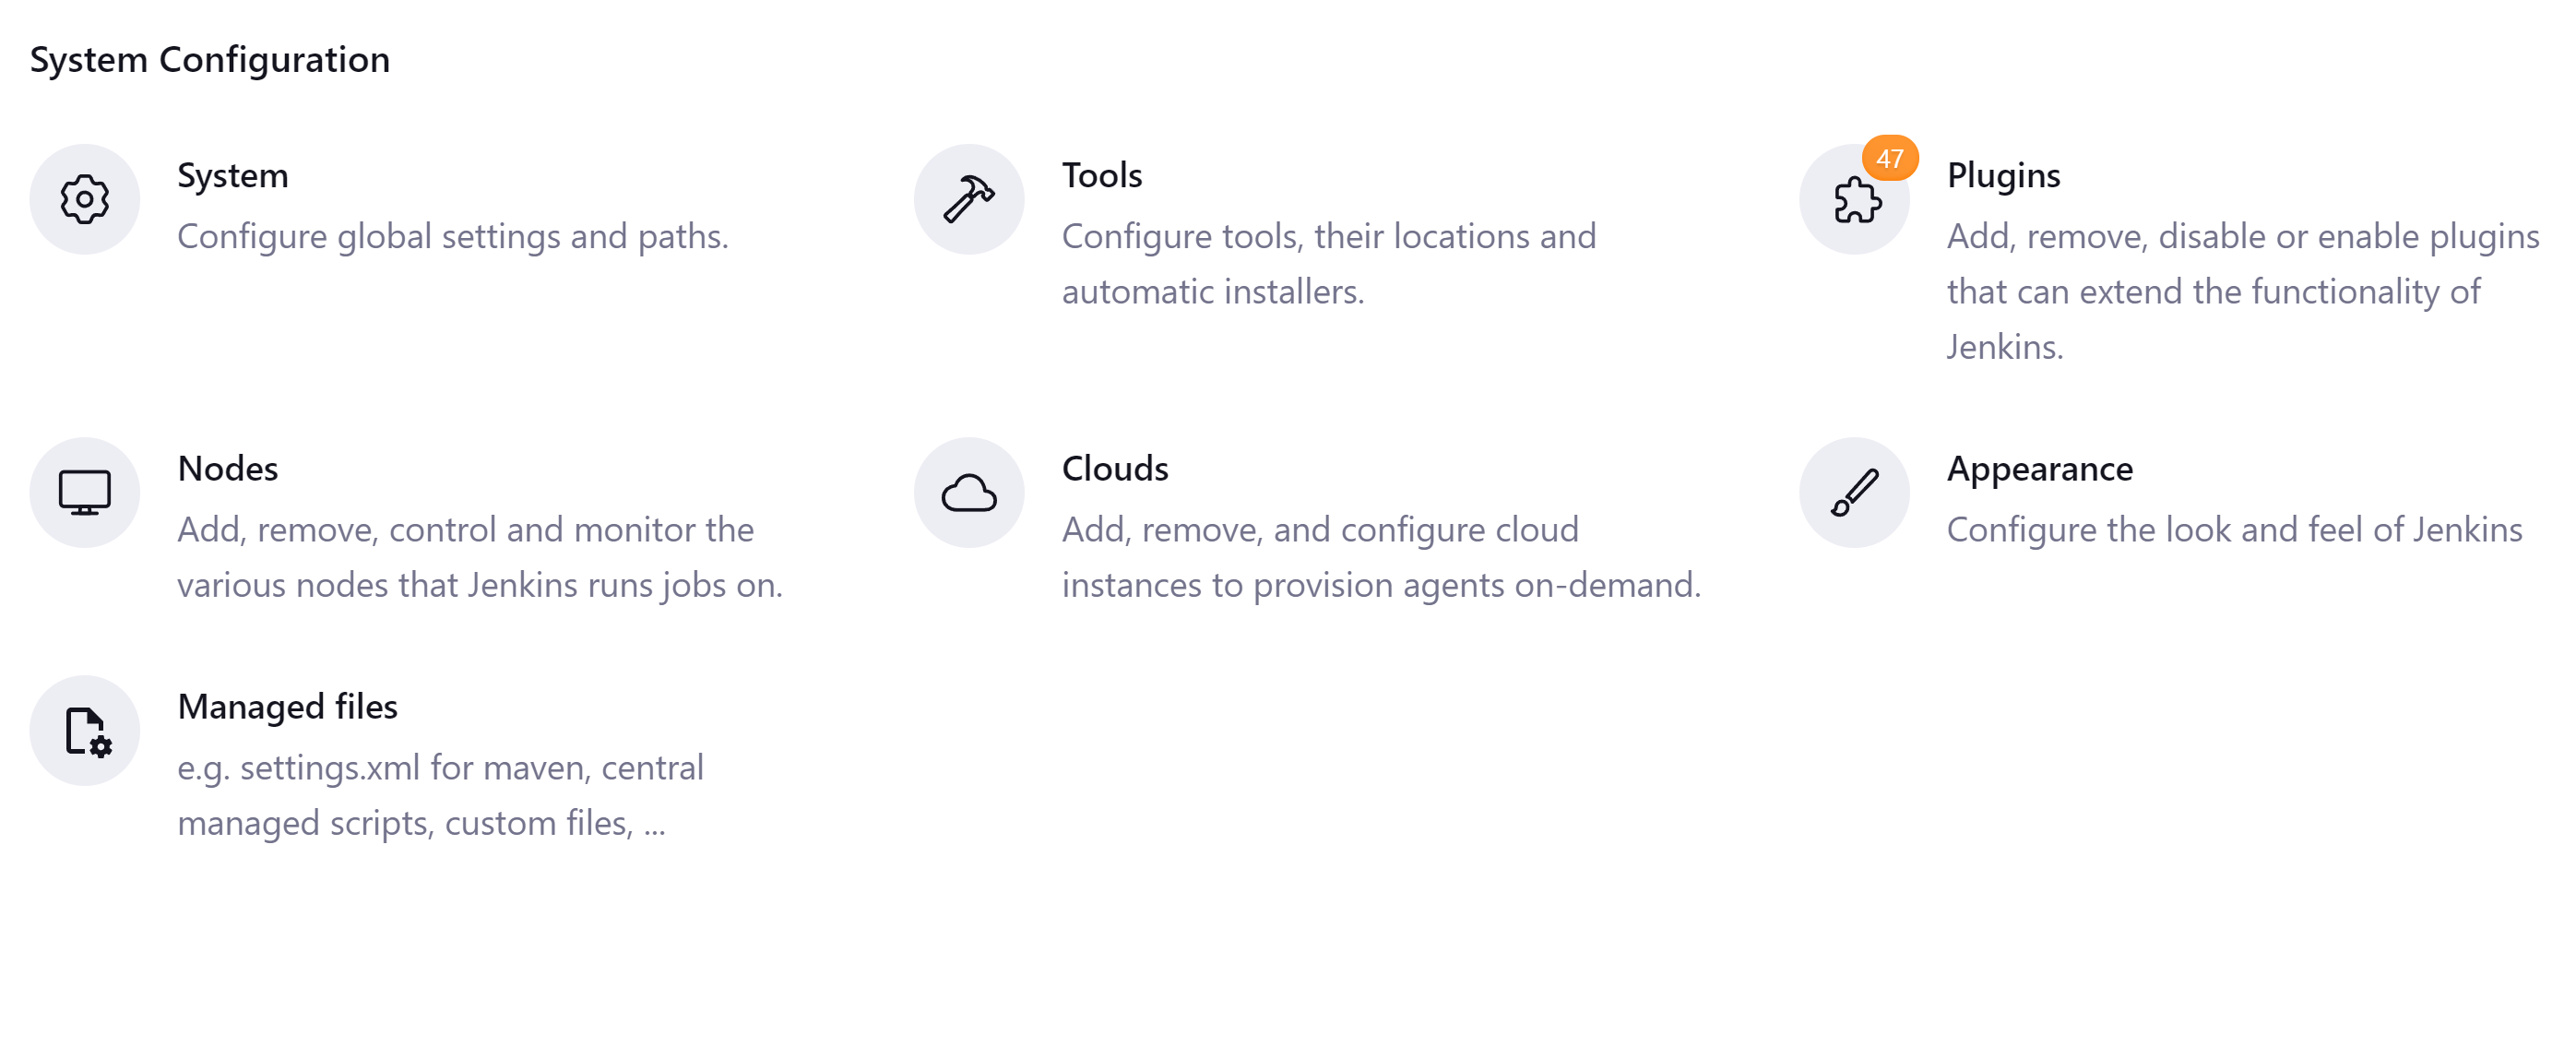 System Configuration
System
Configure global settings and paths.
Tools
Configure tools, their locations and
automatic installers.
47
Plugins
Add, remove, disable or enable plugins
that can extend the functionality of
Jenkins.
Nodes
Add, remove, control and monitor the
various nodes that Jenkins runs jobs on.
Clouds
Add, remove, and configure cloud
instances to provision agents on-demand.
Appearance
Configure the look and feel of Jenkins
Managed files
e.g. settings.xml for maven, central
managed scripts, custom files, ...